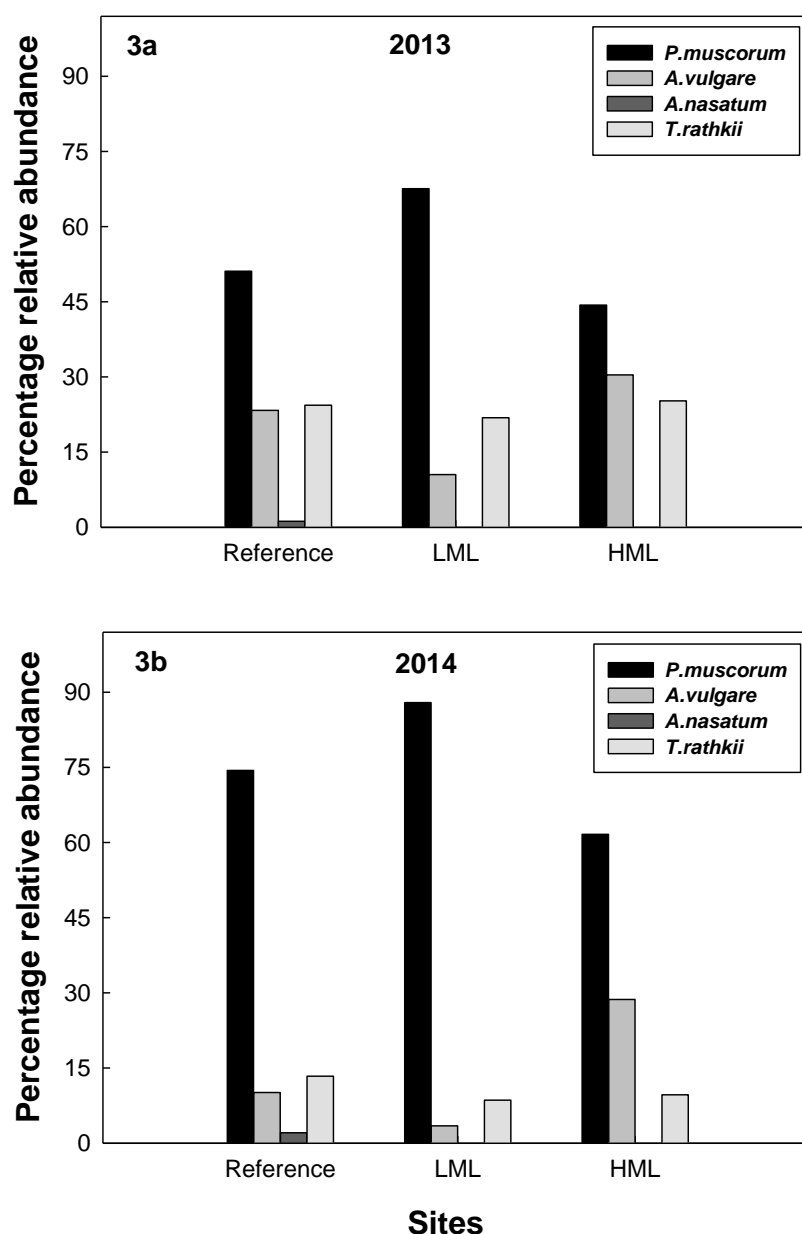 3a
2013
P.muscorum
A.vulgare
A.nasatum
T.rathkii
Percentage relative abundance
90
75
60
45
30
15
0
Reference LML HML
3b
2014
P.muscorum
A.vulgare
A.nasatum
T.rathkii
Percentage relative abundance
90
75
60
45
30
15
0
Reference LML HML
Sites